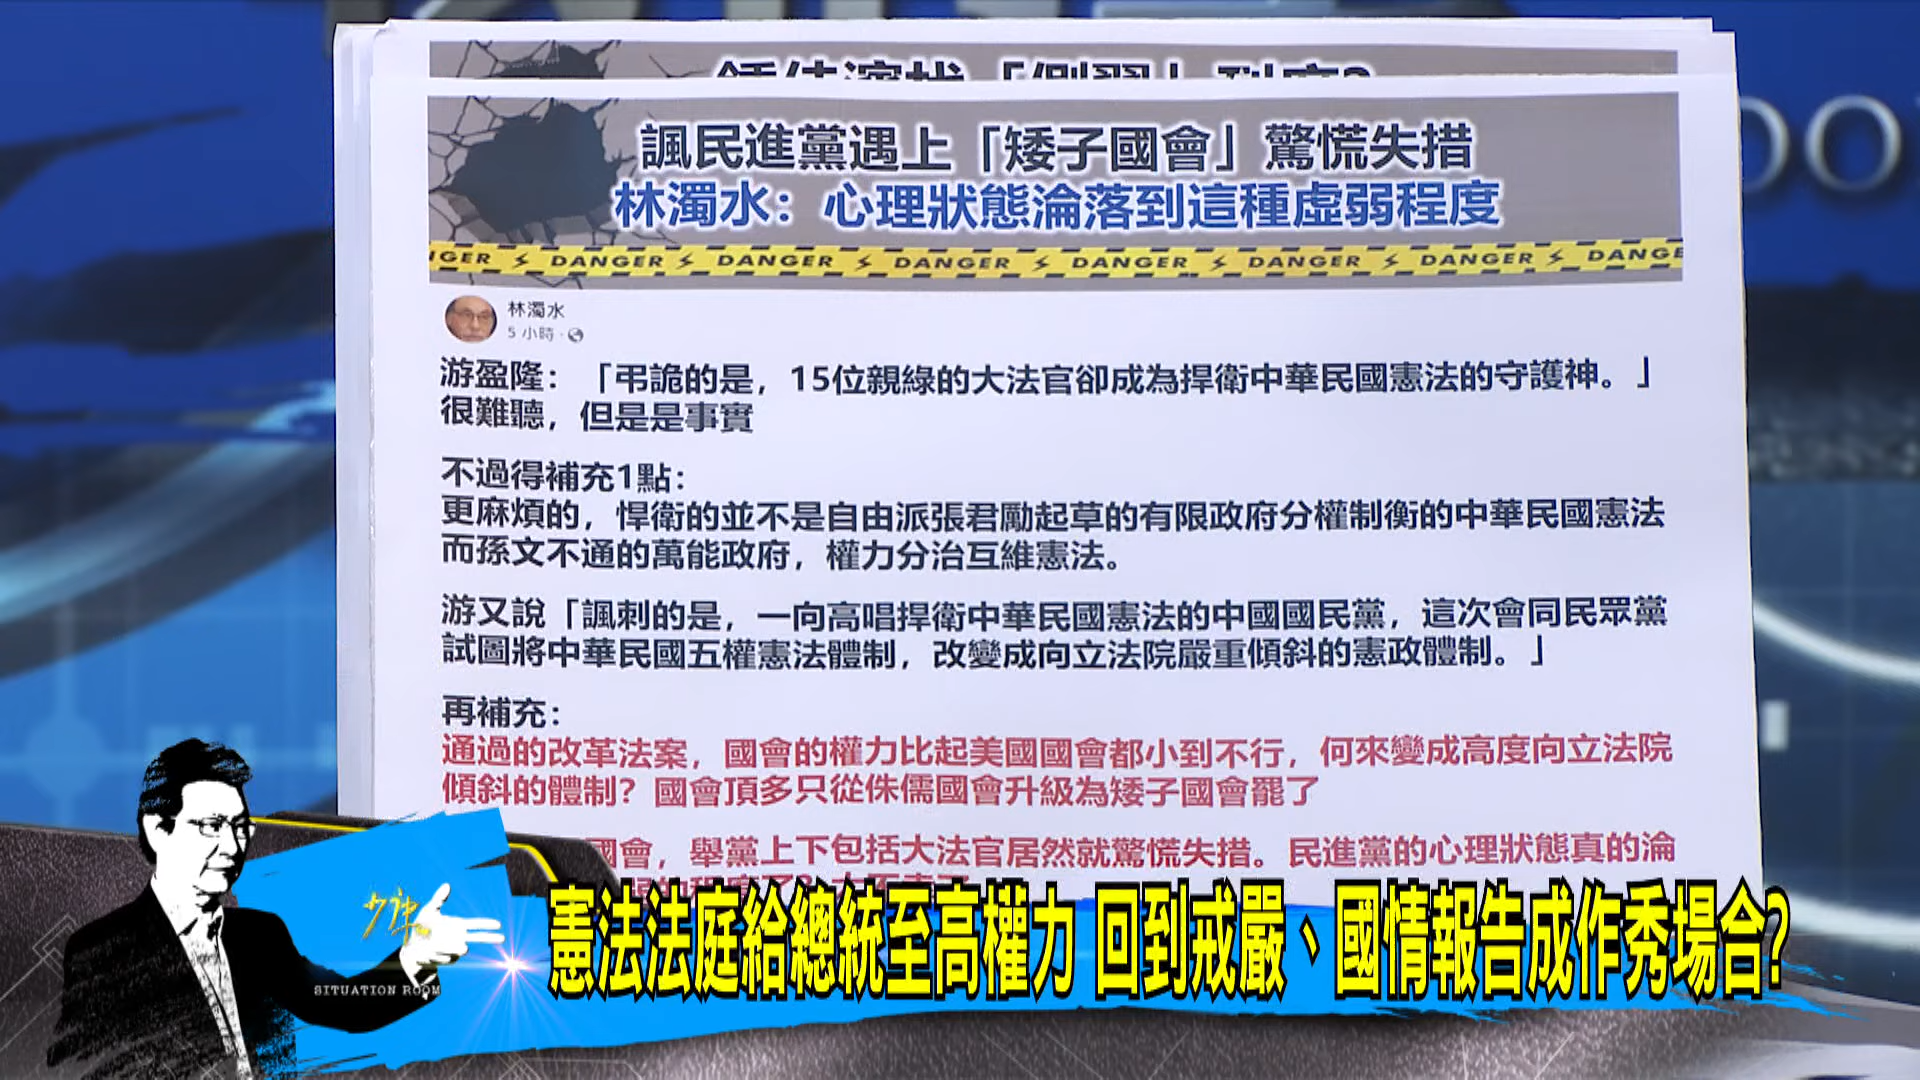 諷民進黨遇上「矮子國會」驚慌失措
林濁水：心理狀態淪落到這種虛弱程度
DANGER DANGER DANGER DANGER DANGER DANGER DANGE
林濁水
5 小時
游盈隆：「弔詭的是，15位親綠的大法官卻成為捍衛中華民國憲法的守護神。」
很難聽，但是是事實
不過得補充1點：
更麻煩的，悍衛的並不是自由派張君勵起草的有限政府分權制衡的中華民國憲法
而孫文不通的萬能政府，權力分治互維憲法。
游又說「諷刺的是，一向高唱捍衛中華民國憲法的中國國民黨，這次會同民眾黨
試圖將中華民國五權憲法體制，改變成向立法院嚴重傾斜的憲政體制。」
再補充：
通過的改革法案，國會的權力比起美國國會都小到不行，何來變成高度向立法院
傾斜的體制？國會頂多只從侏儒國會升級為矮子國會罷了
國會，舉黨上下包括大法官居然就驚慌失措。民進黨的心理狀態真的淪
少康
SITUATION ROOM
憲法法庭給總統至高權力 回到戒嚴、國情報告成作秀場合?